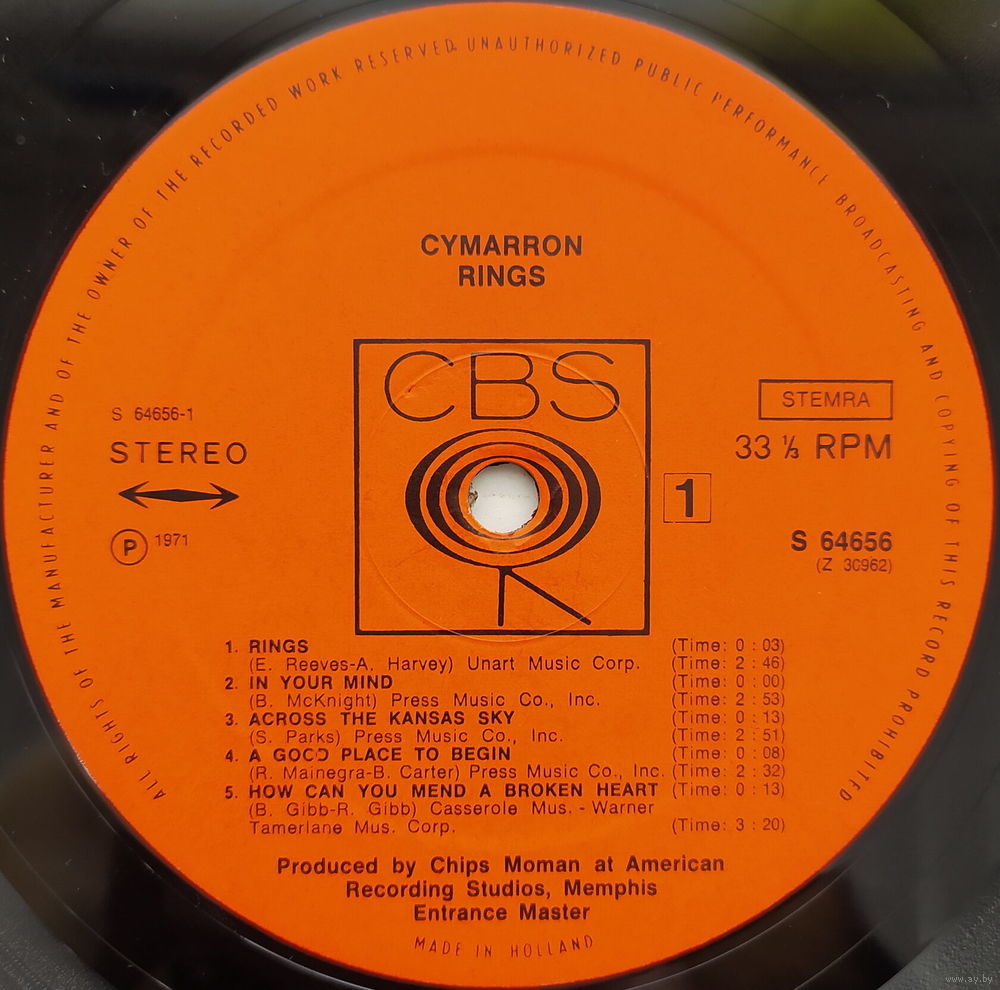 ALL RIGHTS OF THE MANUFACTURER AND OF THE OWNER OF THE RECORDED WORK RESERVED. UNAUTHORIZED PUBLIC PERFORMANCE BROADCASTING AND COPYING OF THIS RECORD PROHIBITED
CYMARRON
RINGS
CBS
S 64656-1
STEREO
STEMRA
33 ⅓ RPM
1
P 1971
S 64656
(Z 30962)
1. RINGS (Time: 0 : 03)
(E. Reeves-A. Harvey) Unart Music Corp. (Time: 2 : 46)
2. IN YOUR MIND (Time: 0 : 00)
(B. McKnight) Press Music Co., Inc. (Time: 2 : 53)
3. ACROSS THE KANSAS SKY (Time: 0 : 13)
(S. Parks) Press Music Co., Inc. (Time: 2 : 51)
4. A GOOD PLACE TO BEGIN (Time: 0 : 08)
(R. Mainegra-B. Carter) Press Music Co., Inc. (Time: 2 : 32)
5. HOW CAN YOU MEND A BROKEN HEART (Time: 0 : 13)
(B. Gibb-R. Gibb) Casserole Mus. - Warner
Tamerlane Mus. Corp. (Time: 3 : 20)
Produced by Chips Moman at American
Recording Studios, Memphis
Entrance Master
MADE IN HOLLAND
www.ay.by